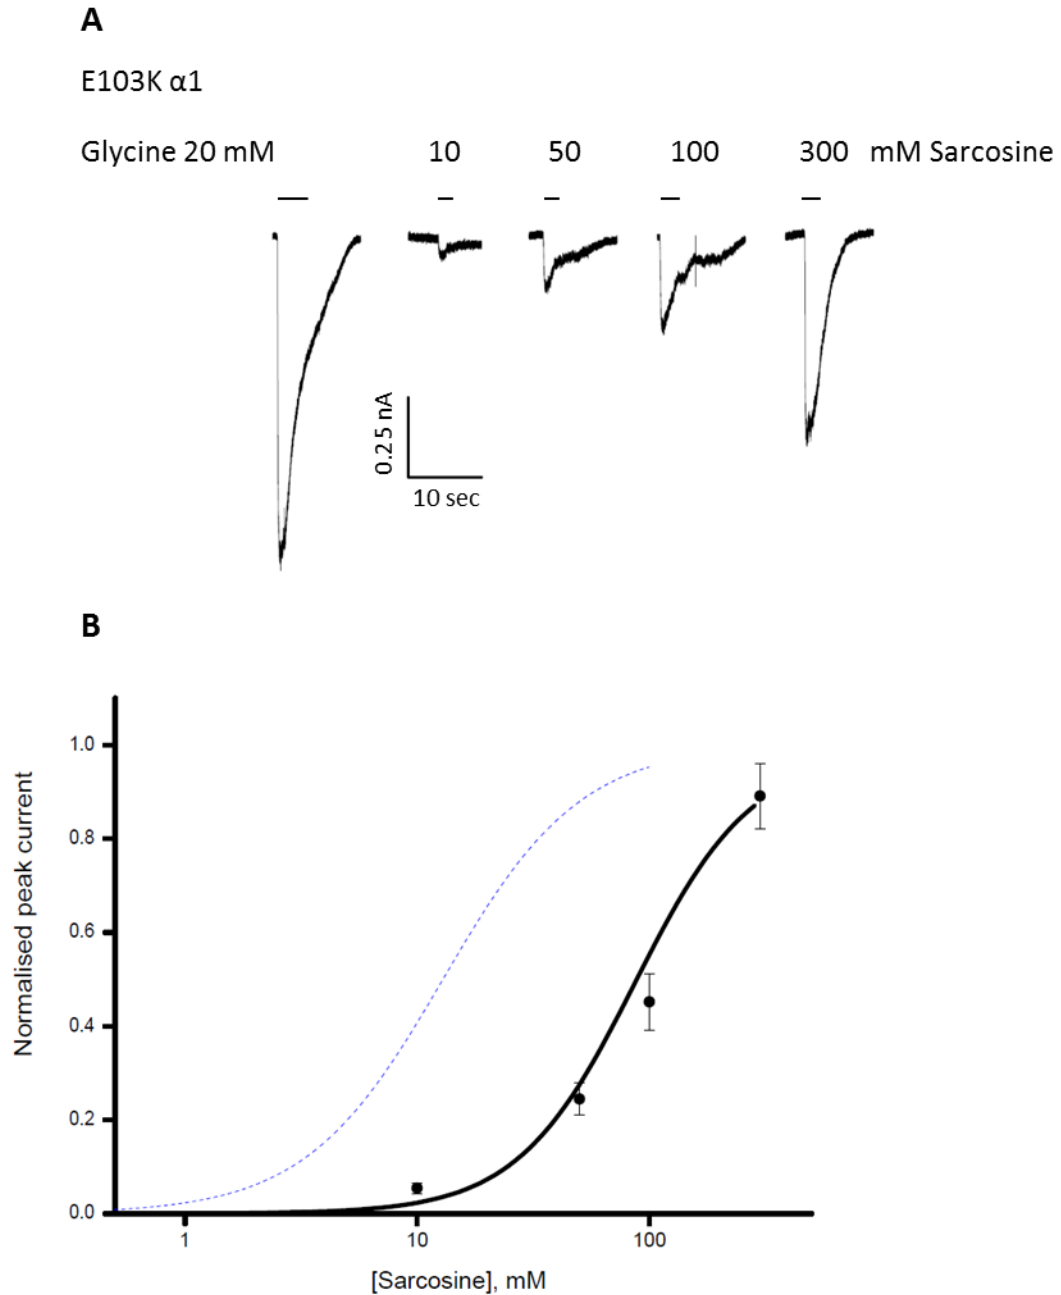 A
E103K α1
Glycine 20 mM 10 50 100 300 mM Sarcosine
0.25 nA
10 sec
B
Normalised peak current
1.0
0.8
0.6
0.4
0.2
0.0
1 10 100
[Sarcosine], mM